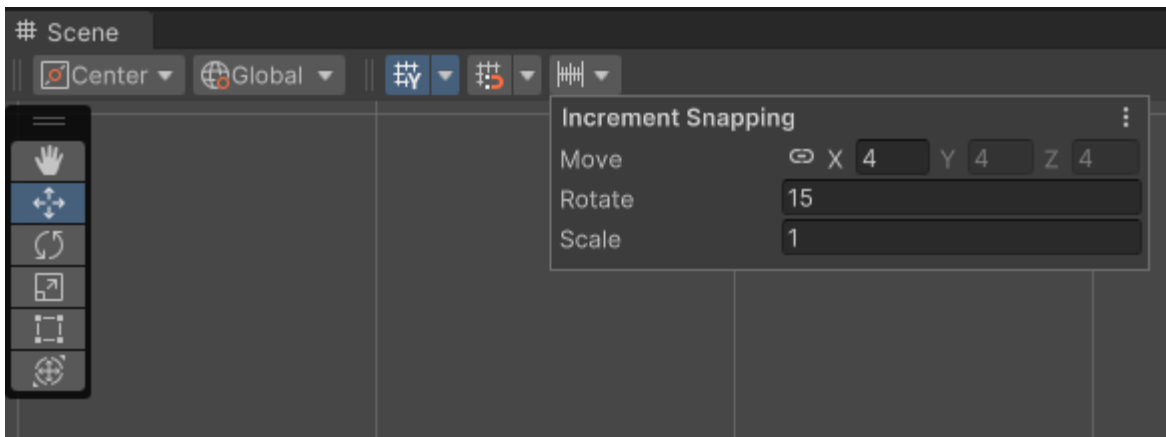 Scene
Center Global Y
Increment Snapping
Move X 4 Y 4 Z 4
Rotate 15
Scale 1